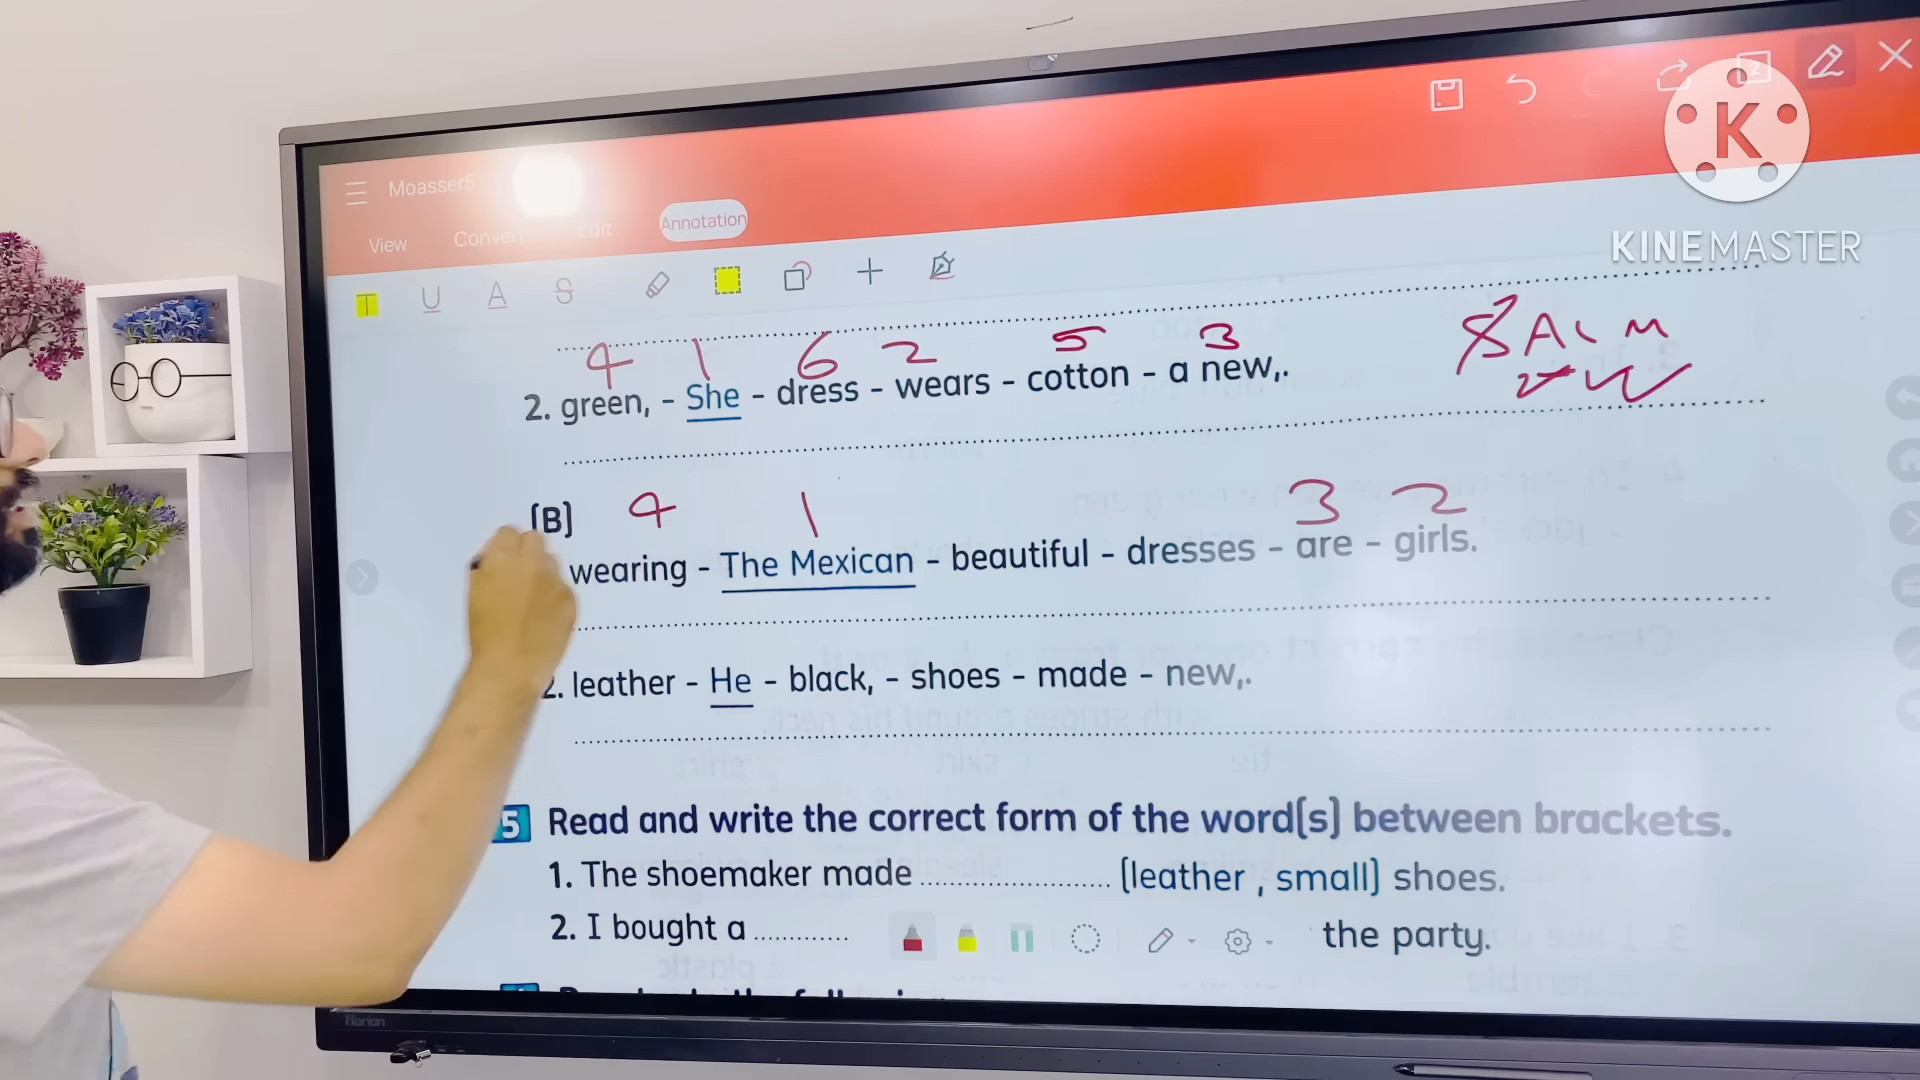 Moasser5
View Convert Edit Annotation
T U A S
K
KINEMASTER
4 1 6 2 5 3
2. green, - She - dress - wears - cotton - a new,.
[B] 4 1 3 2
wearing - The Mexican - beautiful - dresses - are - girls.
2. leather - He - black, - shoes - made - new,.
5 Read and write the correct form of the word(s) between brackets.
1. The shoemaker made ........................ (leather , small) shoes.
2. I bought a ............ the party.